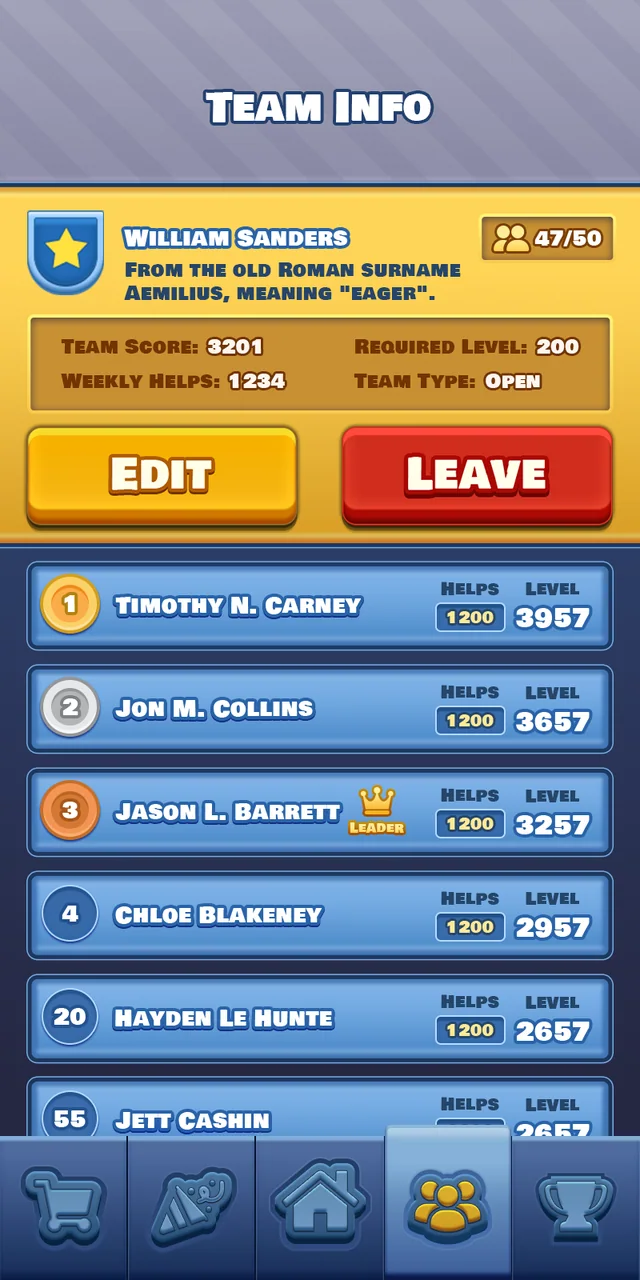 Team Info
William Sanders
47/50
From the old Roman surname
Aemilius, meaning "eager".
Team Score: 3201
Required Level: 200
Weekly Helps: 1234
Team Type: Open
Edit
Leave
1
Timothy N. Carney
Helps
Level
1200
3957
2
Jon M. Collins
Helps
Level
1200
3657
3
Jason L. Barrett
Leader
Helps
Level
1200
3257
4
Chloe Blakeney
Helps
Level
1200
2957
20
Hayden Le Hunte
Helps
Level
1200
2657
55
Jett Cashin
Helps
Level
2657